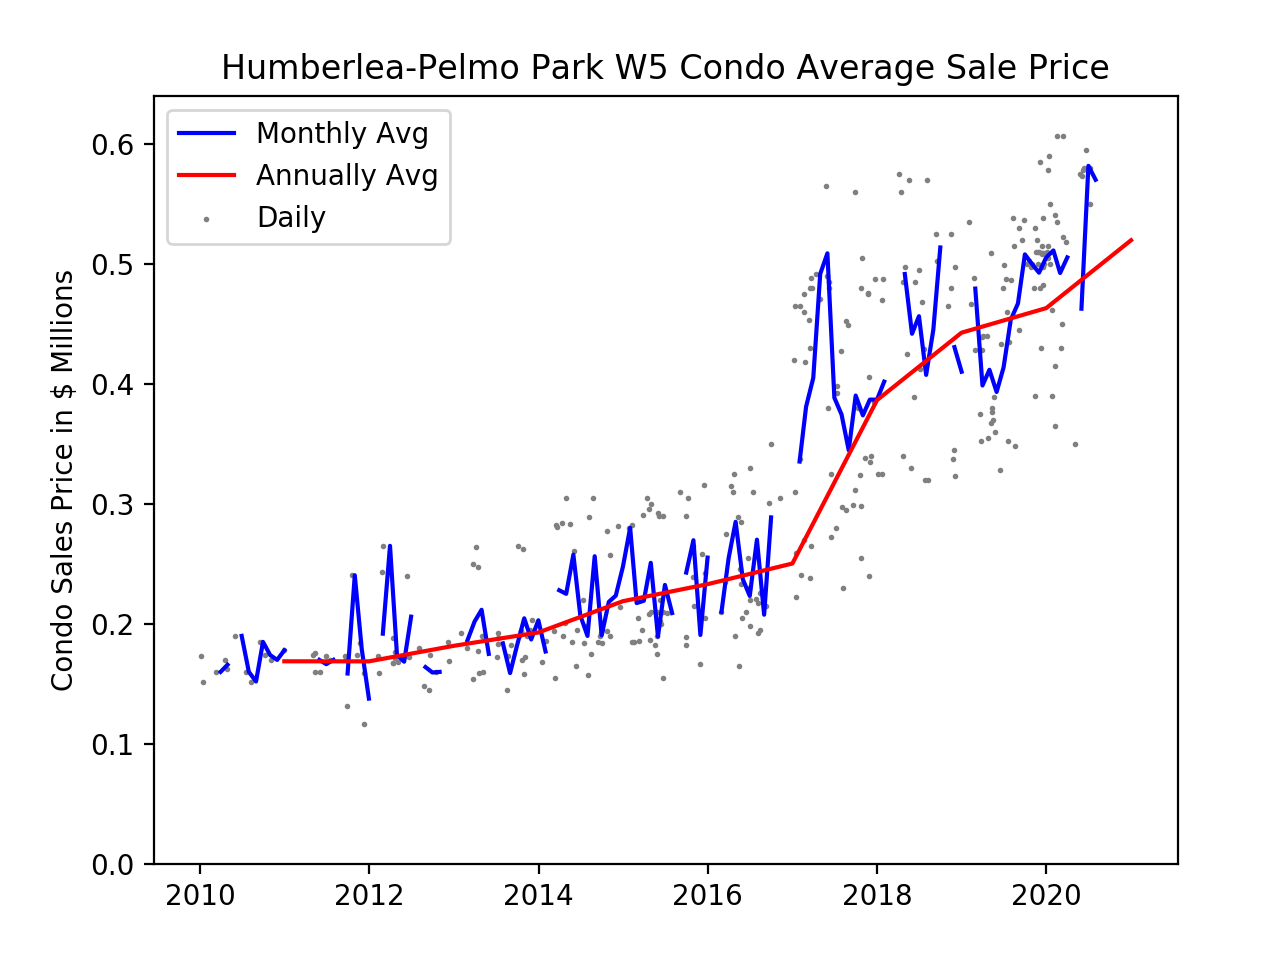 Humberlea-Pelmo Park W5 Condo Average Sale Price
Monthly Avg
Annually Avg
Daily
Condo Sales Price in $ Millions
0.6
0.5
0.4
0.3
0.2
0.1
0.0
2010 2012 2014 2016 2018 2020